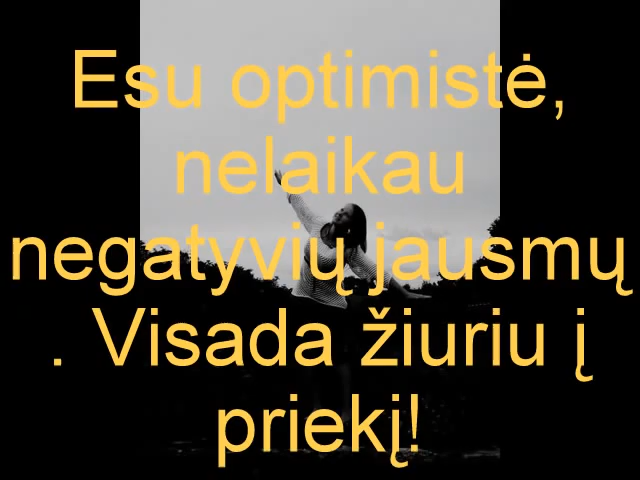 Esu optimistė,
nelaikau
negatyvių jausmų
. Visada žiuriu į
priekį!